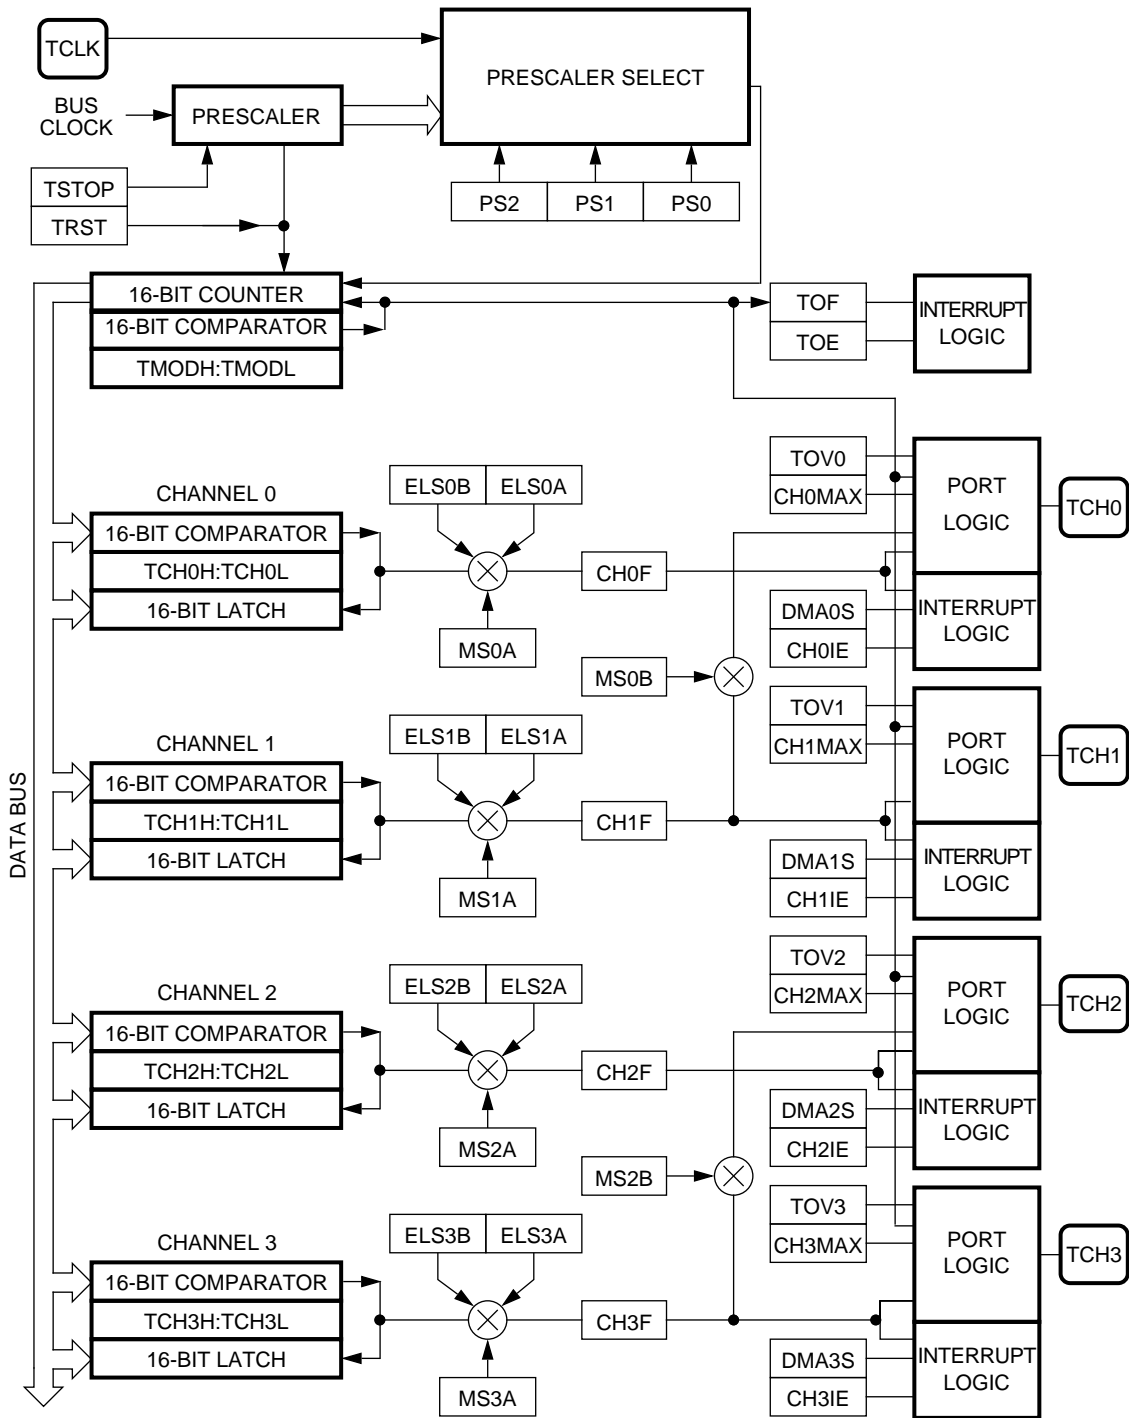 TCLK
PRESCALER SELECT
BUS
CLOCK
PRESCALER
TSTOP
TRST
PS2
PS1
PS0
16-BIT COUNTER
16-BIT COMPARATOR
TMODH:TMODL
TOF
TOE
INTERRUPT
LOGIC
DATA BUS
CHANNEL 0
16-BIT COMPARATOR
TCH0H:TCH0L
16-BIT LATCH
ELS0B
ELS0A
MS0A
CH0F
MS0B
TOV0
CH0MAX
DMA0S
CH0IE
PORT
LOGIC
INTERRUPT
LOGIC
TCH0
CHANNEL 1
16-BIT COMPARATOR
TCH1H:TCH1L
16-BIT LATCH
ELS1B
ELS1A
MS1A
CH1F
TOV1
CH1MAX
DMA1S
CH1IE
PORT
LOGIC
INTERRUPT
LOGIC
TCH1
CHANNEL 2
16-BIT COMPARATOR
TCH2H:TCH2L
16-BIT LATCH
ELS2B
ELS2A
MS2A
CH2F
MS2B
TOV2
CH2MAX
DMA2S
CH2IE
PORT
LOGIC
INTERRUPT
LOGIC
TCH2
CHANNEL 3
16-BIT COMPARATOR
TCH3H:TCH3L
16-BIT LATCH
ELS3B
ELS3A
MS3A
CH3F
TOV3
CH3MAX
DMA3S
CH3IE
PORT
LOGIC
INTERRUPT
LOGIC
TCH3